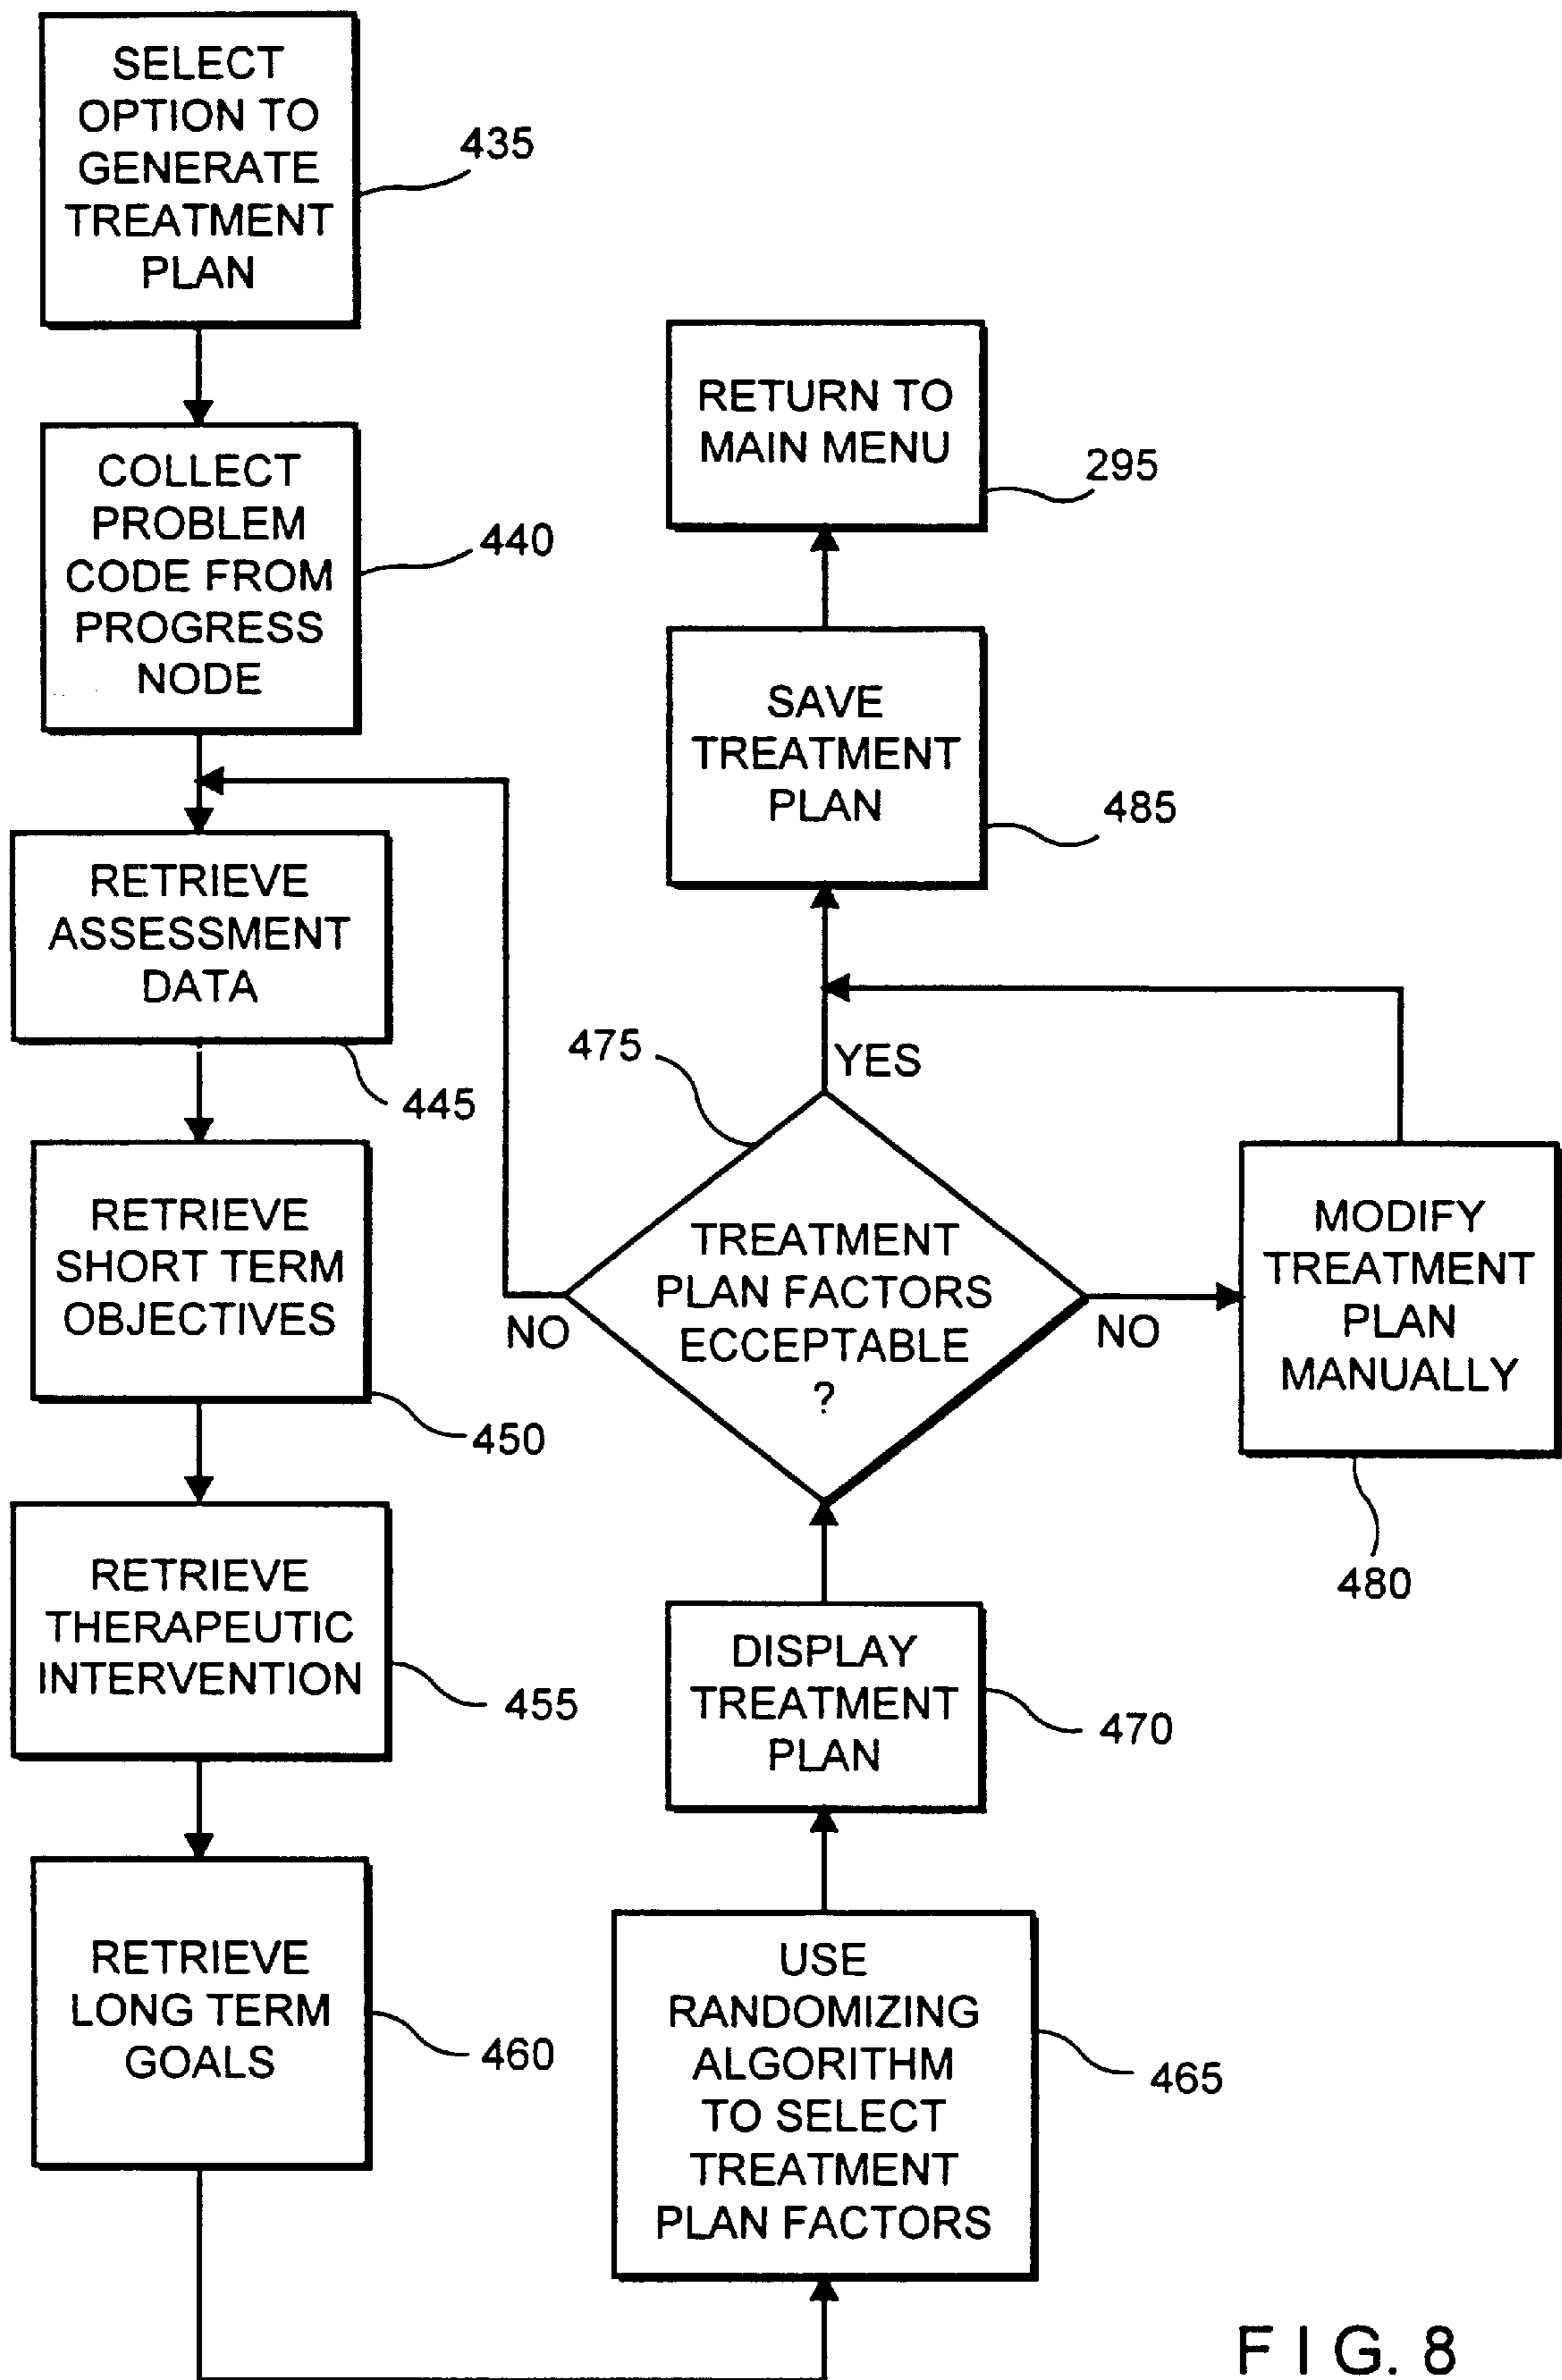 SELECT
OPTION TO
GENERATE
TREATMENT
PLAN
435
COLLECT
PROBLEM
CODE FROM
PROGRESS
NODE
440
RETRIEVE
ASSESSMENT
DATA
445
RETRIEVE
SHORT TERM
OBJECTIVES
450
RETRIEVE
THERAPEUTIC
INTERVENTION
455
RETRIEVE
LONG TERM
GOALS
460
RETURN TO
MAIN MENU
295
SAVE
TREATMENT
PLAN
485
475
YES
TREATMENT
PLAN FACTORS
ECCEPTABLE
?
NO
NO
MODIFY
TREATMENT
PLAN
MANUALLY
480
DISPLAY
TREATMENT
PLAN
470
USE
RANDOMIZING
ALGORITHM
TO SELECT
TREATMENT
PLAN FACTORS
465
FIG. 8